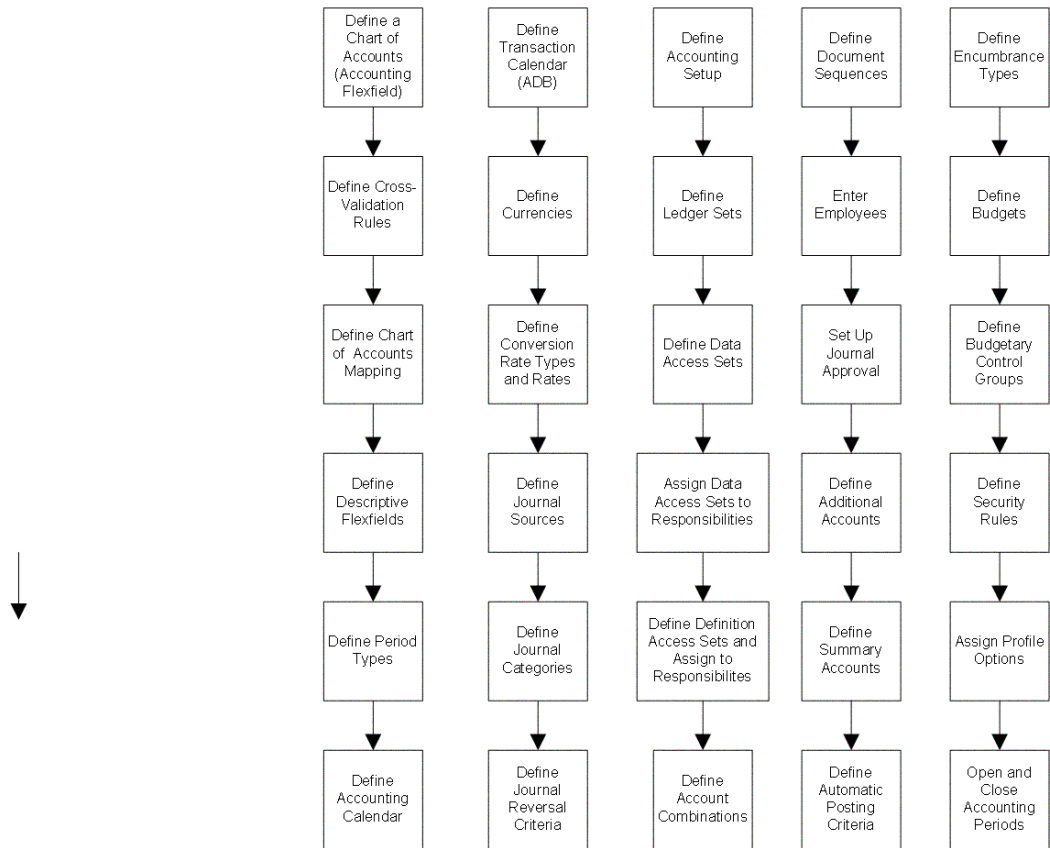 Define a
Chart of
Accounts
(Accounting
Flexfield)
Define Cross-
Validation
Rules
Define Chart
of Accounts
Mapping
Define
Descriptive
Flexfields
Define Period
Types
Define
Accounting
Calendar
Define
Transaction
Calendar
(ADB)
Define
Currencies
Define
Conversion
Rate Types
and Rates
Define
Journal
Sources
Define
Journal
Categories
Define
Journal
Reversal
Criteria
Define
Accounting
Setup
Define
Ledger Sets
Define Data
Access Sets
Assign Data
Access Sets to
Responsibilities
Define Definition
Access Sets and
Assign to
Responsibilites
Define
Account
Combinations
Define
Document
Sequences
Enter
Employees
Set Up
Journal
Approval
Define
Additional
Accounts
Define
Summary
Accounts
Define
Automatic
Posting
Criteria
Define
Encumbrance
Types
Define
Budgets
Define
Budgetary
Control
Groups
Define
Security
Rules
Assign Profile
Options
Open and
Close
Accounting
Periods